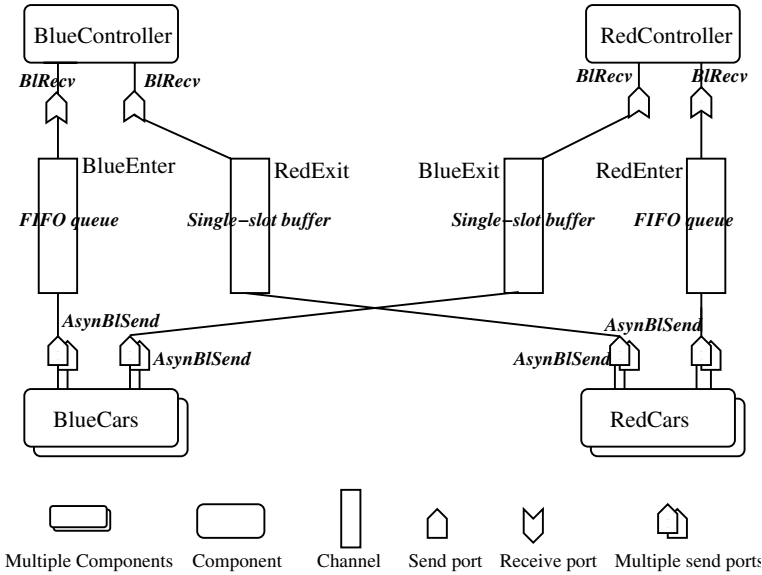 BlueController
RedController
BlRecv
BlRecv
BlRecv
BlRecv
BlueEnter
RedExit
BlueExit
RedEnter
FIFO queue
Single-slot buffer
Single-slot buffer
FIFO queue
AsynBlSend
AsynBlSend
AsynBlSend
AsynBlSend
BlueCars
RedCars
Multiple Components
Component
Channel
Send port
Receive port
Multiple send ports